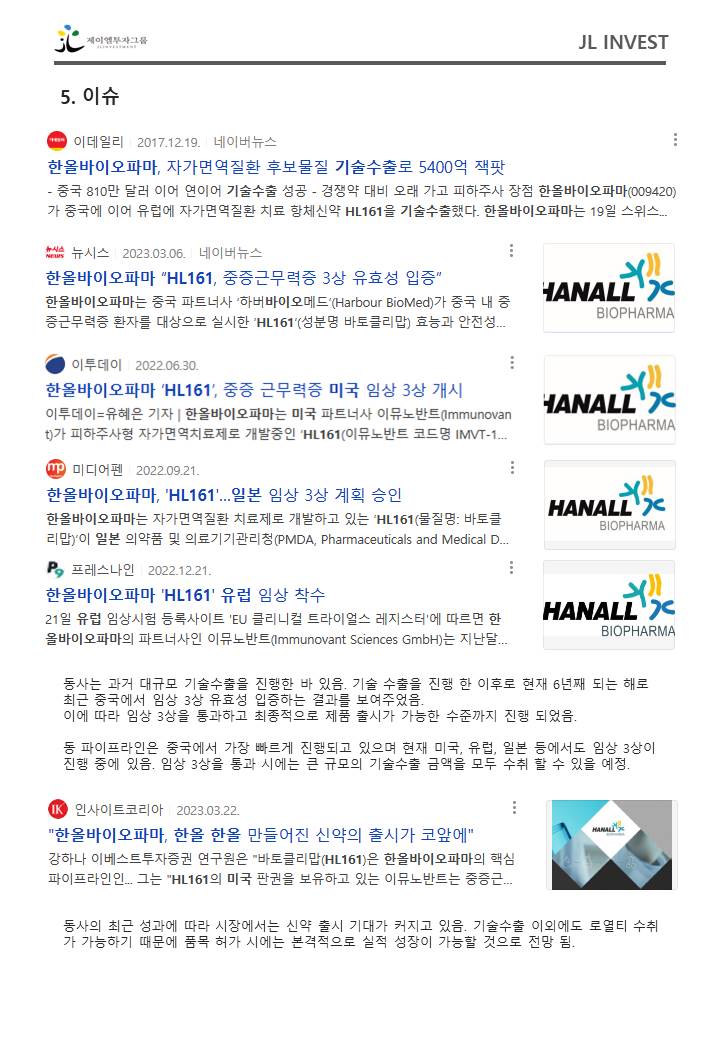 제이엘투자그룹
JLINVESTMENT
JL INVEST
5. 이슈
이데일리 2017.12.19. 네이버뉴스
한올바이오파마, 자가면역질환 후보물질 기술수출로 5400억 잭팟
- 중국 810만 달러 이어 연이어 기술수출 성공 - 경쟁약 대비 오래 가고 피하주사 장점 한올바이오파마(009420)
가 중국에 이어 유럽에 자가면역질환 치료 항체신약 HL161을 기술수출했다. 한올바이오파마는 19일 스위스...
뉴시스 2023.03.06. 네이버뉴스
한올바이오파마 “HL161, 중증근무력증 3상 유효성 입증”
한올바이오파마는 중국 파트너사 ‘하버바이오메드’(Harbour BioMed)가 중국 내 중
증근무력증 환자를 대상으로 실시한 ‘HL161’(성분명 바토클리맙) 효능과 안전성...
HANALL
BIOPHARMA
이투데이 2022.06.30.
한올바이오파마 ‘HL161’, 중증 근무력증 미국 임상 3상 개시
이투데이=유혜은 기자 | 한올바이오파마는 미국 파트너사 이뮤노반트(Immunovan
t)가 피하주사형 자가면역치료제로 개발중인 ‘HL161(이뮤노반트 코드명 IMVT-1...
HANALL
BIOPHARMA
mp 미디어펜 2022.09.21.
한올바이오파마, 'HL161'...일본 임상 3상 계획 승인
한올바이오파마는 자가면역질환 치료제로 개발하고 있는 ‘HL161(물질명: 바토클
리맙)’이 일본 의약품 및 의료기기관리청(PMDA, Pharmaceuticals and Medical D...
HANALL
BIOPHARMA
P9 프레스나인 2022.12.21.
한올바이오파마 'HL161' 유럽 임상 착수
21일 유럽 임상시험 등록사이트 'EU 클리니컬 트라이얼스 레지스터'에 따르면 한
올바이오파마의 파트너사인 이뮤노반트(Immunovant Sciences GmbH)는 지난달...
HANALL
BIOPHARMA
동사는 과거 대규모 기술수출을 진행한 바 있음. 기술 수출을 진행 한 이후로 현재 6년째 되는 해로
최근 중국에서 임상 3상 유효성 입증하는 결과를 보여주었음.
이에 따라 임상 3상을 통과하고 최종적으로 제품 출시가 가능한 수준까지 진행 되었음.
동 파이프라인은 중국에서 가장 빠르게 진행되고 있으며 현재 미국, 유럽, 일본 등에서도 임상 3상이
진행 중에 있음. 임상 3상을 통과 시에는 큰 규모의 기술수출 금액을 모두 수취 할 수 있을 예정.
IK 인사이트코리아 2023.03.22.
"한올바이오파마, 한올 한올 만들어진 신약의 출시가 코앞에"
강하나 이베스트투자증권 연구원은 "바토클리맙(HL161)은 한올바이오파마의 핵심
파이프라인인... 그는 "HL161의 미국 판권을 보유하고 있는 이뮤노반트는 중증근...
HANALL
BIOPHARMA
동사의 최근 성과에 따라 시장에서는 신약 출시 기대가 커지고 있음. 기술수출 이외에도 로열티 수취
가 가능하기 때문에 품목 허가 시에는 본격적으로 실적 성장이 가능할 것으로 전망 됨.